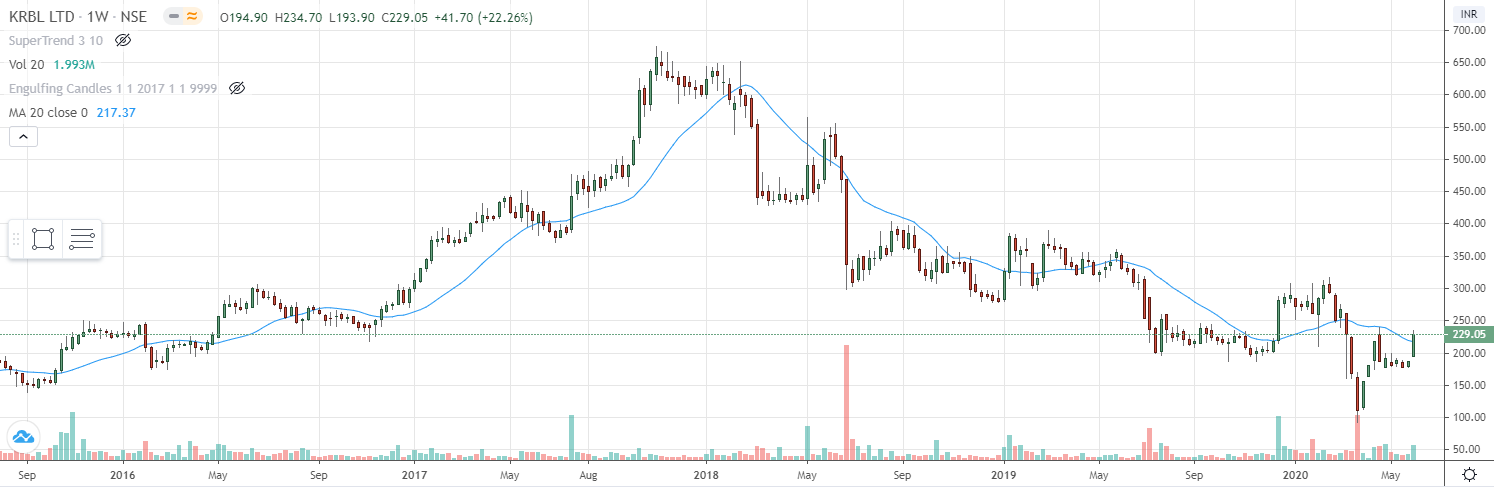 KRBL LTD · 1W · NSE O194.90 H234.70 L193.90 C229.05 +41.70 (+22.26%)
SuperTrend 3 10
Vol 20 1.993M
Engulfing Candles 1 1 2017 1 1 9999
MA 20 close 0 217.37
INR
700.00
650.00
600.00
550.00
500.00
450.00
400.00
350.00
300.00
250.00
229.05
200.00
150.00
100.00
50.00
Sep 2016 May Sep 2017 May Aug 2018 May Sep 2019 May Sep 2020 May